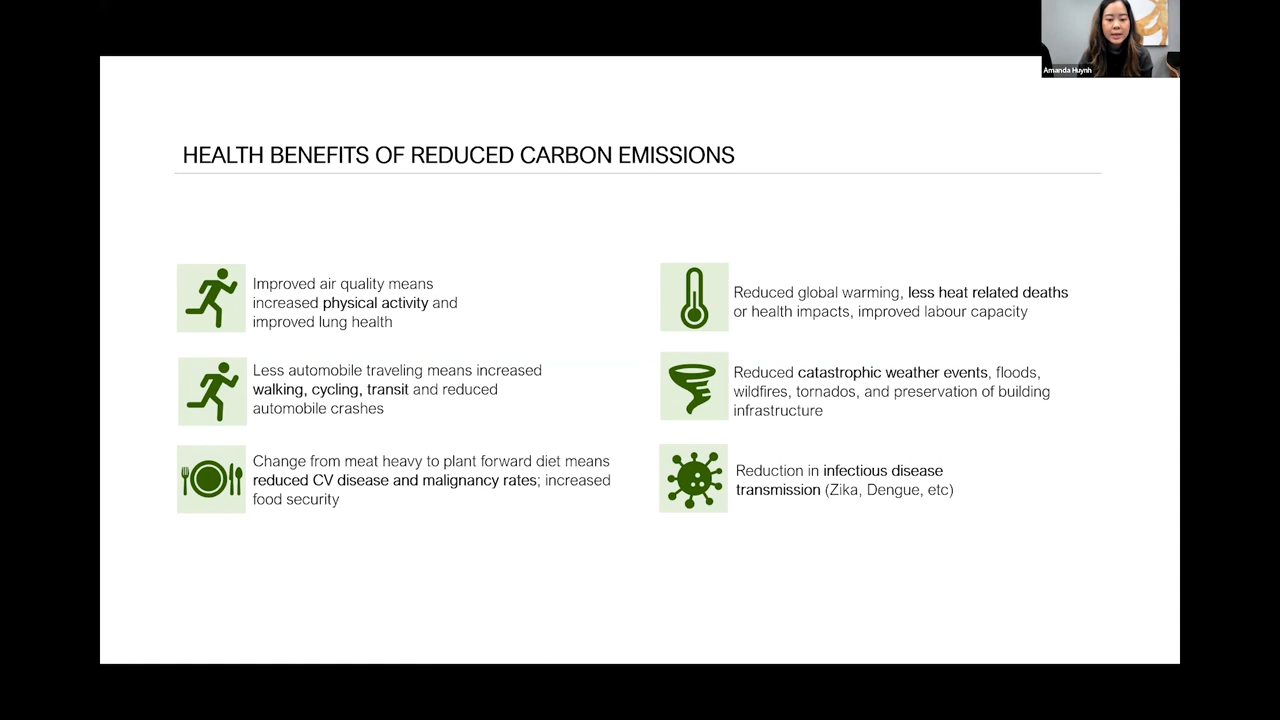 Amanda Huynh
HEALTH BENEFITS OF REDUCED CARBON EMISSIONS
Improved air quality means
increased physical activity and
improved lung health
Less automobile traveling means increased
walking, cycling, transit and reduced
automobile crashes
Change from meat heavy to plant forward diet means
reduced CV disease and malignancy rates; increased
food security
Reduced global warming, less heat related deaths
or health impacts, improved labour capacity
Reduced catastrophic weather events, floods,
wildfires, tornados, and preservation of building
infrastructure
Reduction in infectious disease
transmission (Zika, Dengue, etc)